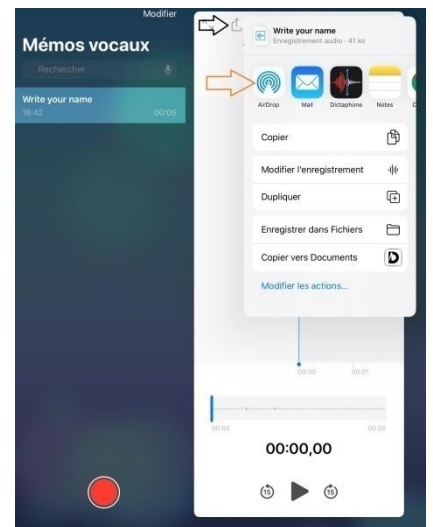 Modifier
Mémos vocaux
Rechercher
Write your name
16:42 00:05
Write your name
Enregistrement audio · 41 ko
AirDrop Mail Dictaphone Notes
Copier
Modifier l'enregistrement
Dupliquer
Enregistrer dans Fichiers
Copier vers Documents
Modifier les actions...
00:00 00:01
00:00 00:05
00:00,00
15 15